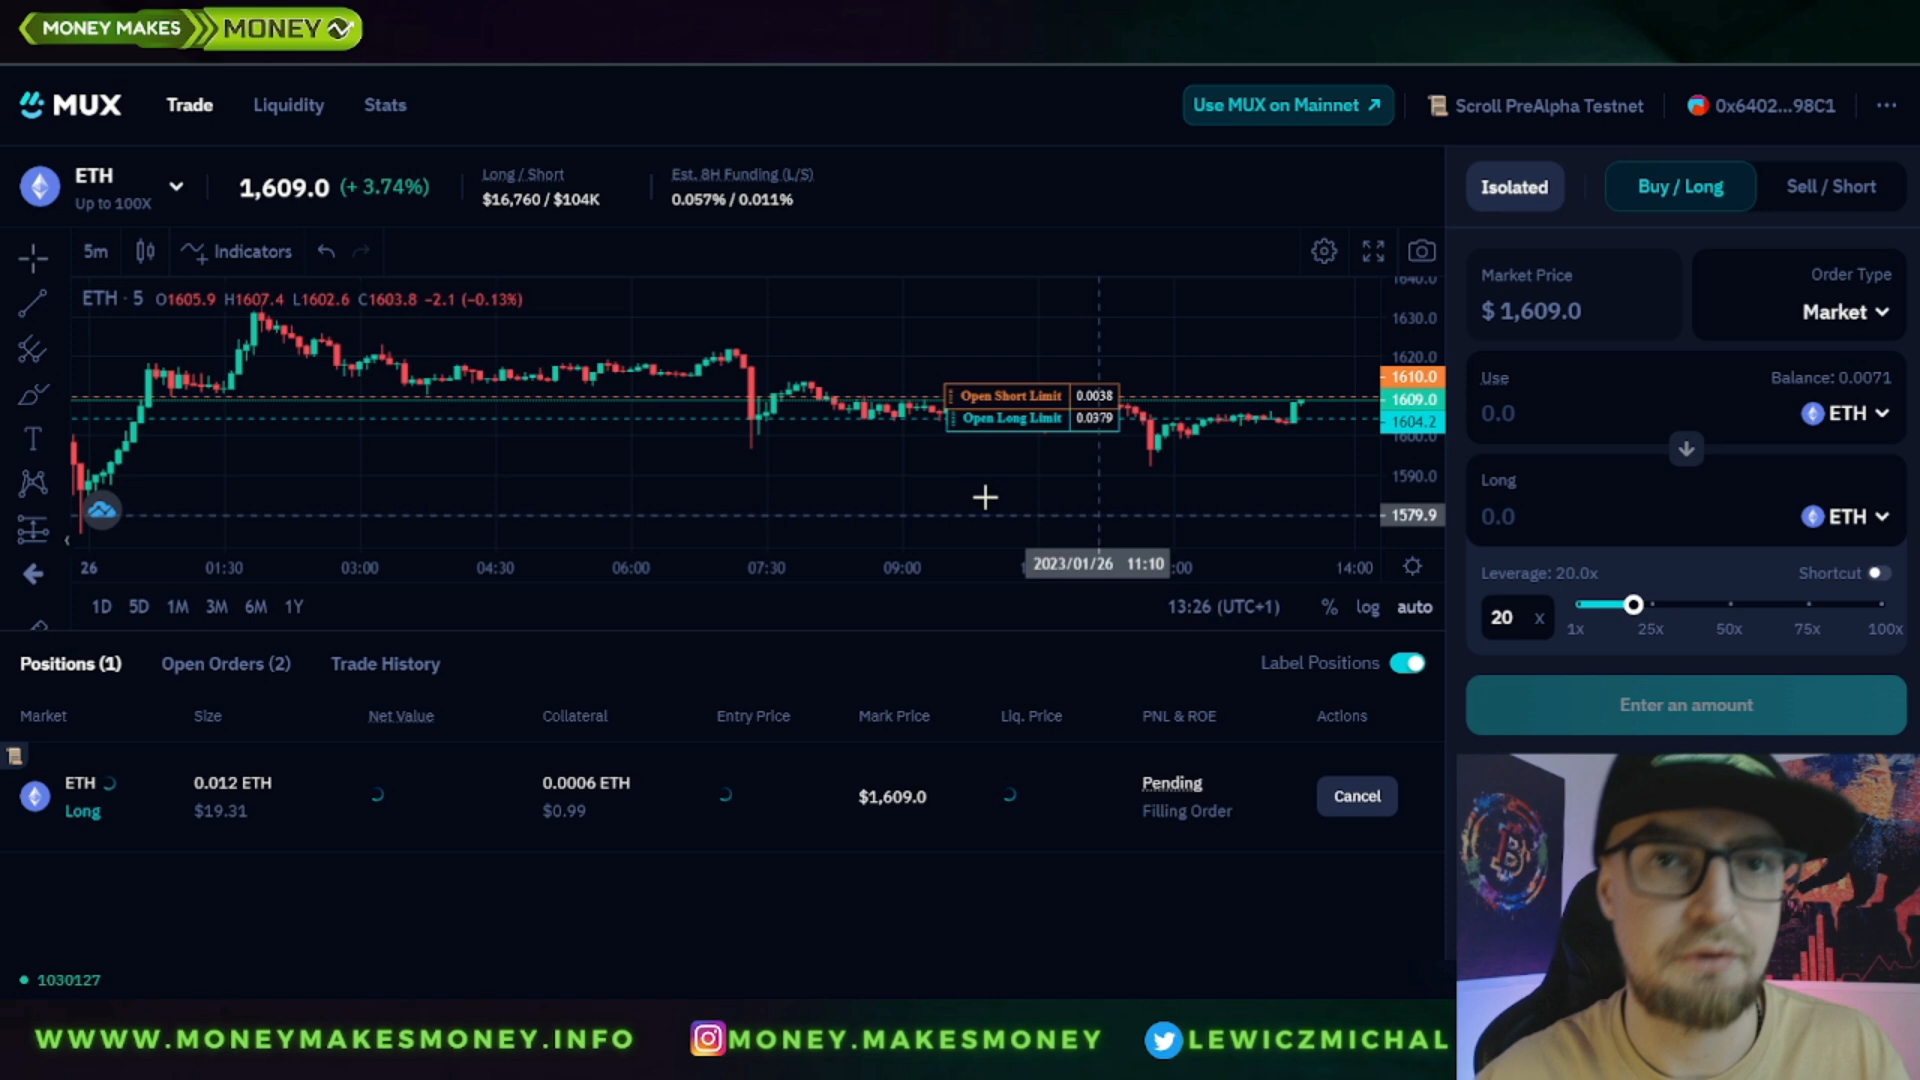 MONEY MAKES MONEY
MUX Trade Liquidity Stats Use MUX on Mainnet Scroll PreAlpha Testnet 0x6402...98C1
ETH
Up to 100X
1,609.0 (+ 3.74%)
Long / Short
$16,760 / $104K
Est. 8H Funding (L/S)
0.057% / 0.011%
Isolated Buy / Long Sell / Short
5m Indicators
ETH · 5 O1605.9 H1607.4 L1602.6 C1603.8 −2.1 (−0.13%)
1640.0
1630.0
1620.0
1610.0
1609.0
1604.2
1600.0
1590.0
1579.9
Open Short Limit 0.0038
Open Long Limit 0.0379
26 01:30 03:00 04:30 06:00 07:30 09:00 2023/01/26 11:10 :00 14:00
1D 5D 1M 3M 6M 1Y 13:26 (UTC+1) % log auto
Market Price
$ 1,609.0
Order Type
Market
Use Balance: 0.0071
0.0 ETH
Long
0.0 ETH
Leverage: 20.0x Shortcut
20 x
1x 25x 50x 75x 100x
Enter an amount
Positions (1) Open Orders (2) Trade History Label Positions
Market Size Net Value Collateral Entry Price Mark Price Liq. Price PNL & ROE Actions
ETH 0.012 ETH 0.0006 ETH $1,609.0 Pending Cancel
Long $19.31 $0.99 Filling Order
1030127
WWWW.MONEYMAKESMONEY.INFO MONEY.MAKESMONEY LEWICZMICHAL